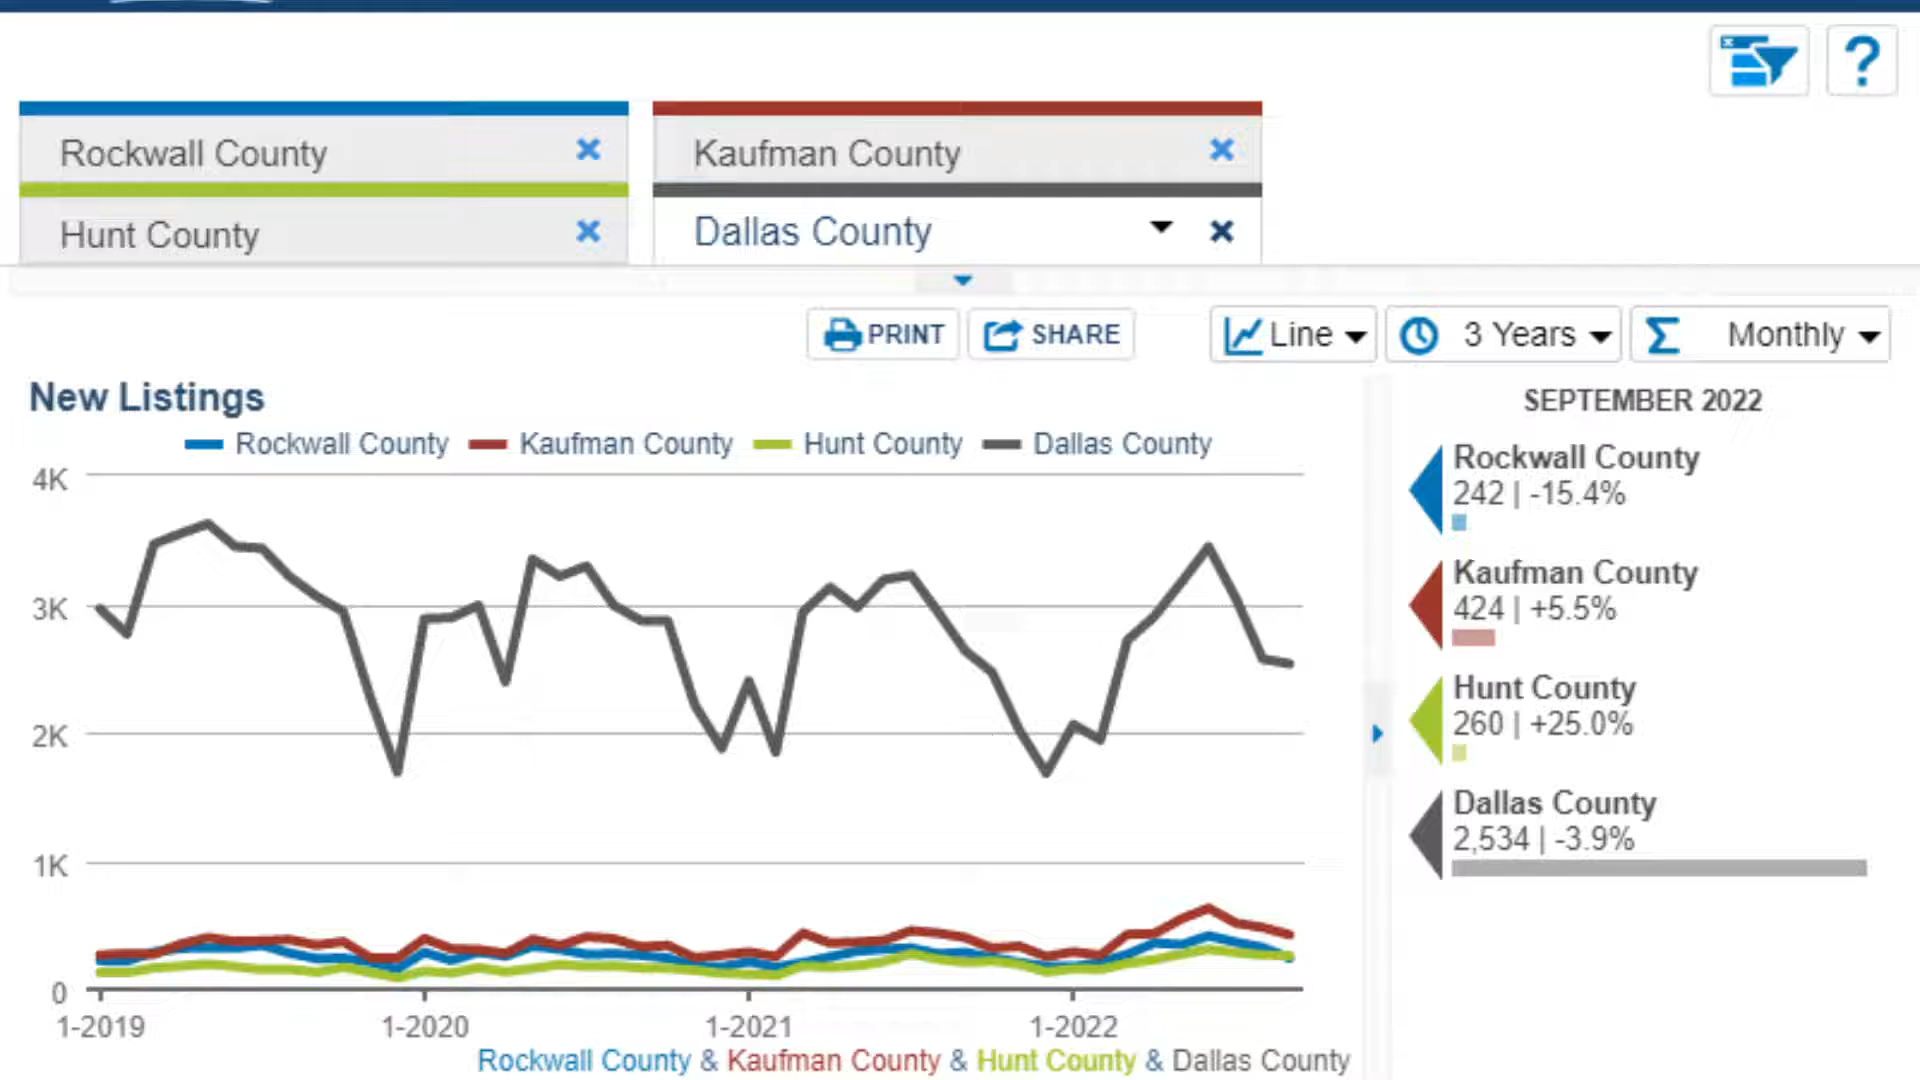 ?
Rockwall County
Kaufman County
Hunt County
Dallas County
PRINT
SHARE
Line
3 Years
Monthly
New Listings
Rockwall County
Kaufman County
Hunt County
Dallas County
4K
3K
2K
1K
0
1-2019
1-2020
1-2021
1-2022
Rockwall County & Kaufman County & Hunt County & Dallas County
SEPTEMBER 2022
Rockwall County
242 | -15.4%
Kaufman County
424 | +5.5%
Hunt County
260 | +25.0%
Dallas County
2,534 | -3.9%